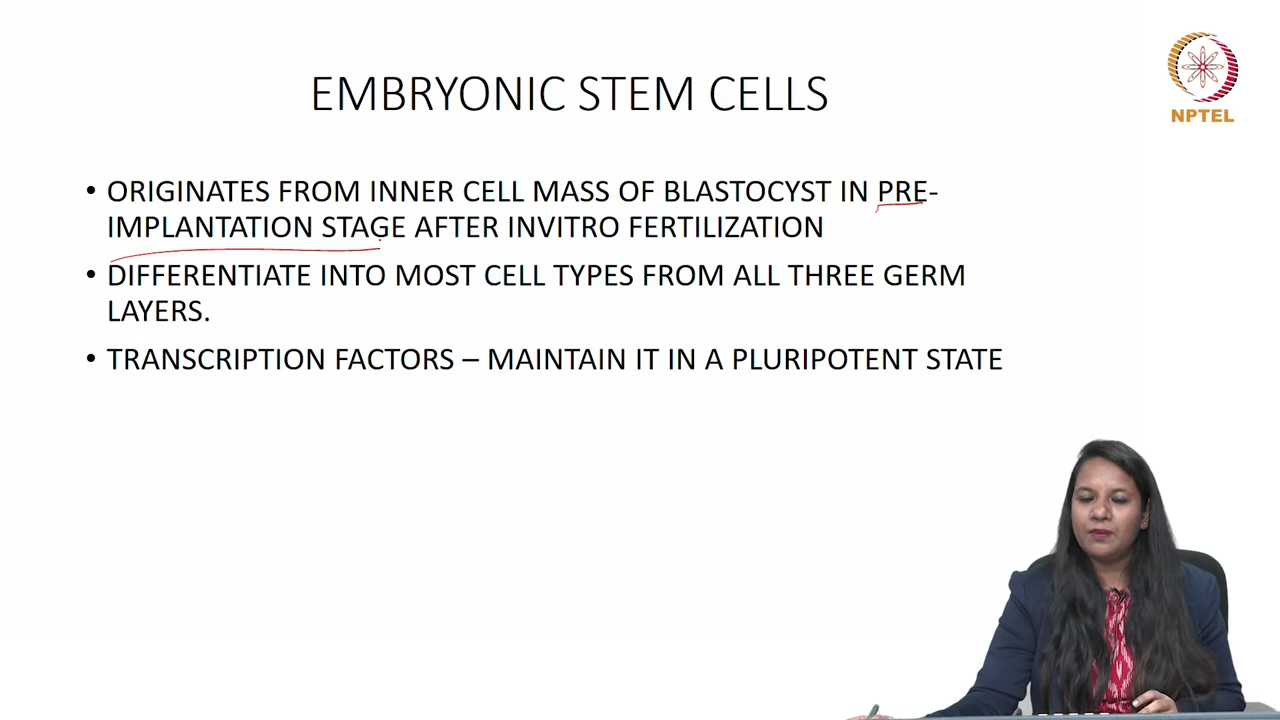 NPTEL
EMBRYONIC STEM CELLS
• ORIGINATES FROM INNER CELL MASS OF BLASTOCYST IN PRE-
IMPLANTATION STAGE AFTER INVITRO FERTILIZATION
• DIFFERENTIATE INTO MOST CELL TYPES FROM ALL THREE GERM
LAYERS.
• TRANSCRIPTION FACTORS – MAINTAIN IT IN A PLURIPOTENT STATE